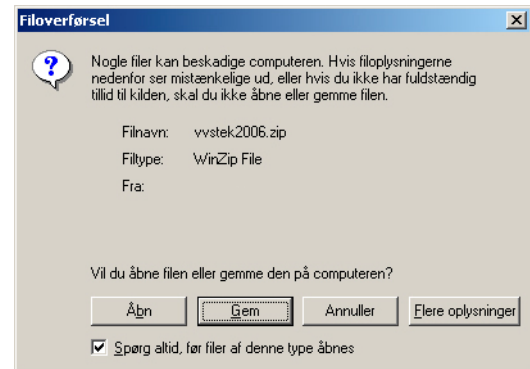 Filoverførsel
Nogle filer kan beskadige computeren. Hvis filoplysningerne
nedenfor ser mistænkelige ud, eller hvis du ikke har fuldstændig
tillid til kilden, skal du ikke åbne eller gemme filen.
Filnavn: vvstek2006.zip
Filtype: WinZip File
Fra:
Vil du åbne filen eller gemme den på computeren?
Åbn Gem Annuller Flere oplysninger
Spørg altid, før filer af denne type åbnes